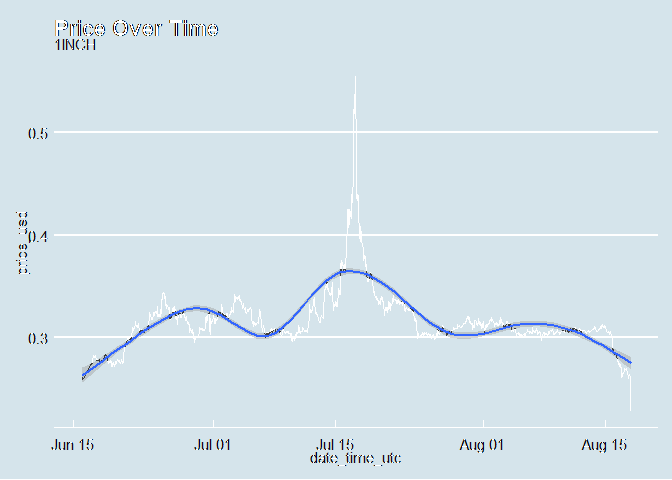 Price Over Time
1INCH
0.5
0.4
0.3
price_usd
Jun 15
Jul 01
Jul 15
Aug 01
Aug 15
date_time_utc